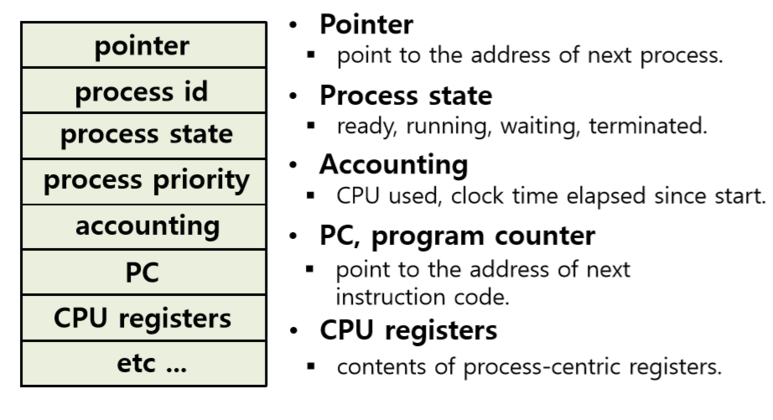 pointer
process id
process state
process priority
accounting
PC
CPU registers
etc ...
• Pointer
▪ point to the address of next process.
• Process state
▪ ready, running, waiting, terminated.
• Accounting
▪ CPU used, clock time elapsed since start.
• PC, program counter
▪ point to the address of next
instruction code.
• CPU registers
▪ contents of process-centric registers.